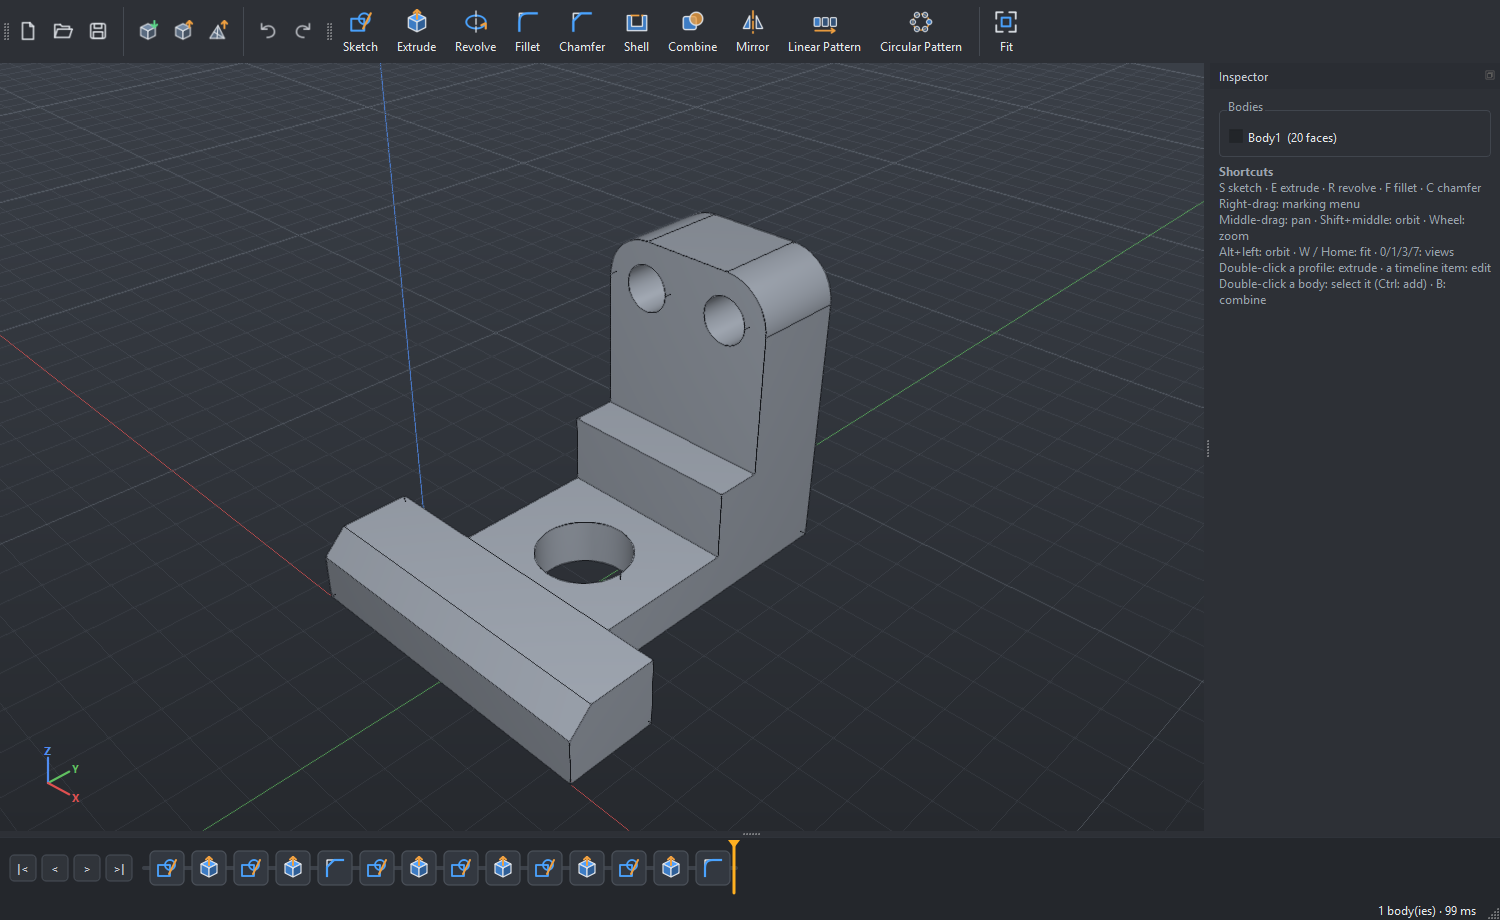 Sketch
Extrude
Revolve
Fillet
Chamfer
Shell
Combine
Mirror
Linear Pattern
Circular Pattern
Fit
Inspector
Bodies
Body1 (20 faces)
Shortcuts
S sketch · E extrude · R revolve · F fillet · C chamfer
Right-drag: marking menu
Middle-drag: pan · Shift+middle: orbit · Wheel:
zoom
Alt+left: orbit · W / Home: fit · 0/1/3/7: views
Double-click a profile: extrude · a timeline item: edit
Double-click a body: select it (Ctrl: add) · B:
combine
Z
Y
X
|<
<
>
>|
1 body(ies) · 99 ms